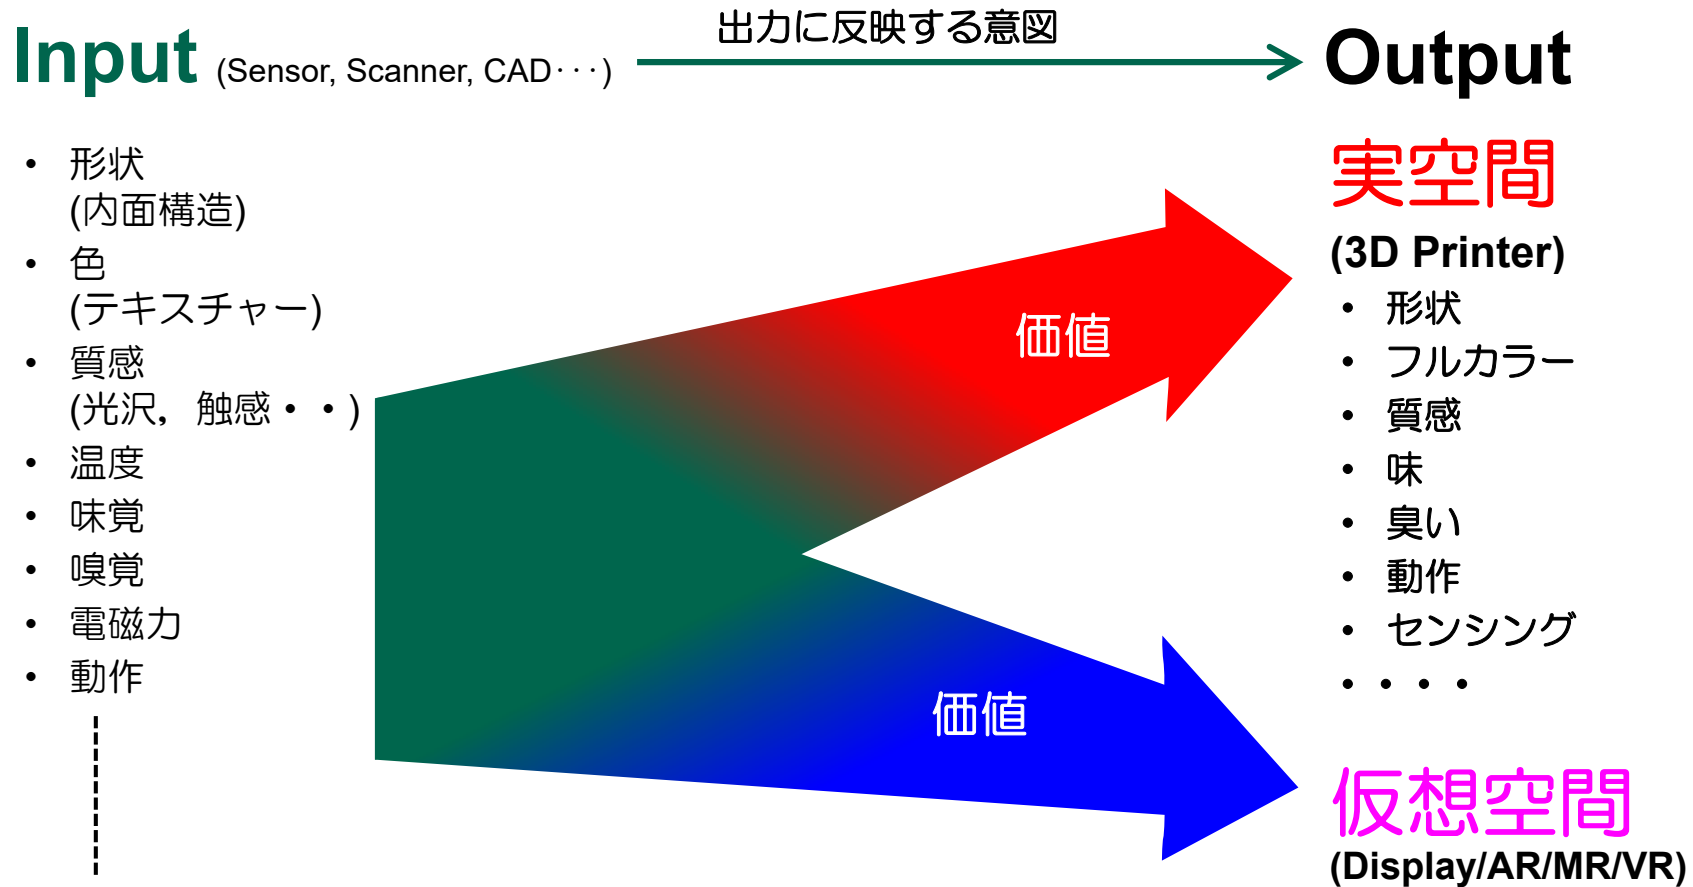 Input (Sensor, Scanner, CAD・・・)
出力に反映する意図
Output
• 形状
(内面構造)
• 色
(テキスチャー)
• 質感
(光沢，触感・・)
• 温度
• 味覚
• 嗅覚
• 電磁力
• 動作
価値
価値
実空間
(3D Printer)
• 形状
• フルカラー
• 質感
• 味
• 臭い
• 動作
• センシング
• • • •
仮想空間
(Display/AR/MR/VR)